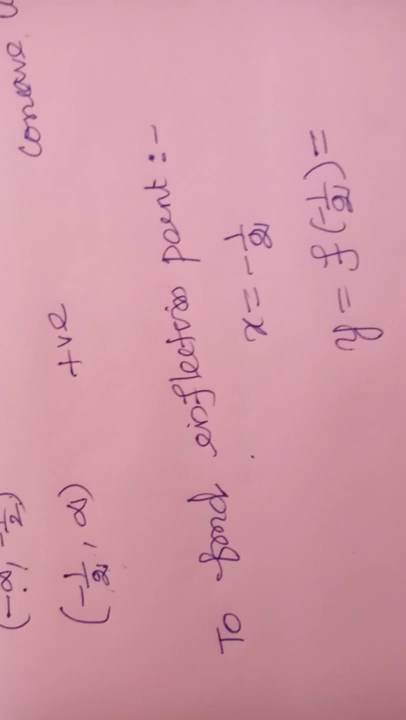 (-∞, -1/2)
(-1/2, ∞) +ve concave
To find inflection point :-
x = -1/2
y = f(-1/2) =